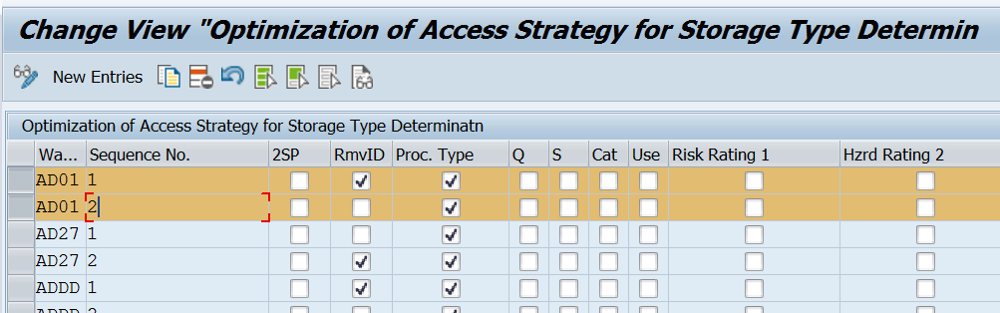 Change View "Optimization of Access Strategy for Storage Type Determin
New Entries
Optimization of Access Strategy for Storage Type Determinatn
Wa... Sequence No. 2SP RmvID Proc. Type Q S Cat Use Risk Rating 1 Hzrd Rating 2
AD01 1
AD01 2
AD27 1
AD27 2
ADDD 1
ADDD 2